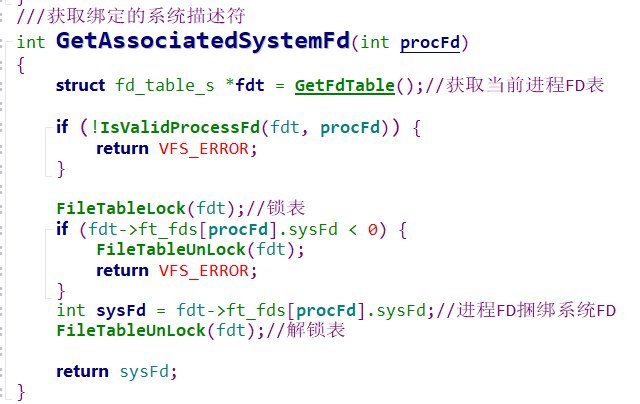 }
///获取绑定的系统描述符
int GetAssociatedSystemFd(int procFd)
{
    struct fd_table_s *fdt = GetFdTable();//获取当前进程FD表

    if (!IsValidProcessFd(fdt, procFd)) {
        return VFS_ERROR;
    }

    FileTableLock(fdt);//锁表
    if (fdt->ft_fds[procFd].sysFd < 0) {
        FileTableUnLock(fdt);
        return VFS_ERROR;
    }
    int sysFd = fdt->ft_fds[procFd].sysFd;//进程FD捆绑系统FD
    FileTableUnLock(fdt);//解锁表

    return sysFd;
}